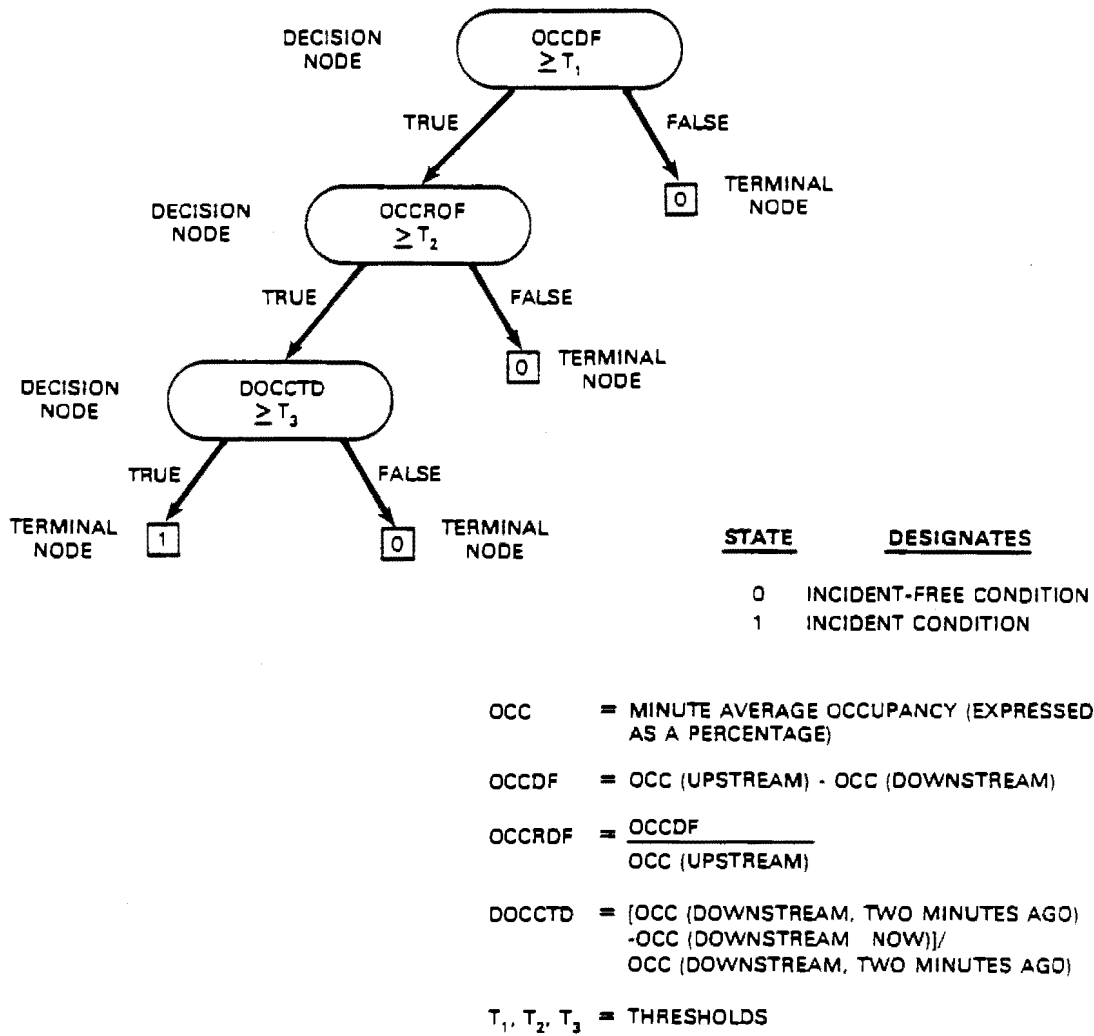 DECISION
NODE
OCCDF
≥ T₁
TRUE
FALSE
DECISION
NODE
OCCRDF
≥ T₂
0
TERMINAL
NODE
TRUE
FALSE
DECISION
NODE
DOCCTD
≥ T₃
0
TERMINAL
NODE
TRUE
FALSE
TERMINAL
NODE
1
0
TERMINAL
NODE
STATE DESIGNATES
0 INCIDENT-FREE CONDITION
1 INCIDENT CONDITION
OCC = MINUTE AVERAGE OCCUPANCY (EXPRESSED
AS A PERCENTAGE)
OCCDF = OCC (UPSTREAM) - OCC (DOWNSTREAM)
OCCRDF = OCCDF
OCC (UPSTREAM)
DOCCTD = [OCC (DOWNSTREAM, TWO MINUTES AGO)
-OCC (DOWNSTREAM NOW)]/
OCC (DOWNSTREAM, TWO MINUTES AGO)
T₁, T₂, T₃ = THRESHOLDS